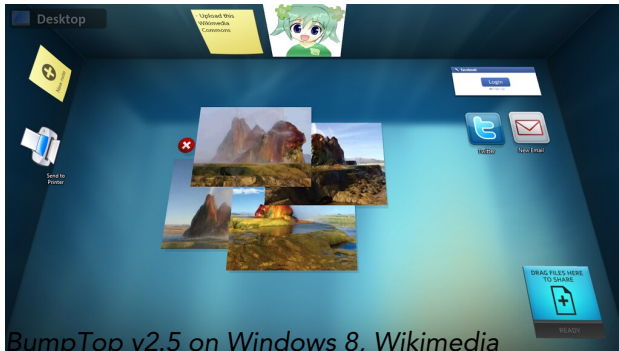 Desktop
Upload this
Wikimedia
Commons
New note
facebook
Login
Twitter
New Email
Send to
Printer
DRAG FILES HERE
TO SHARE
READY
BumpTop v2.5 on Windows 8, Wikimedia